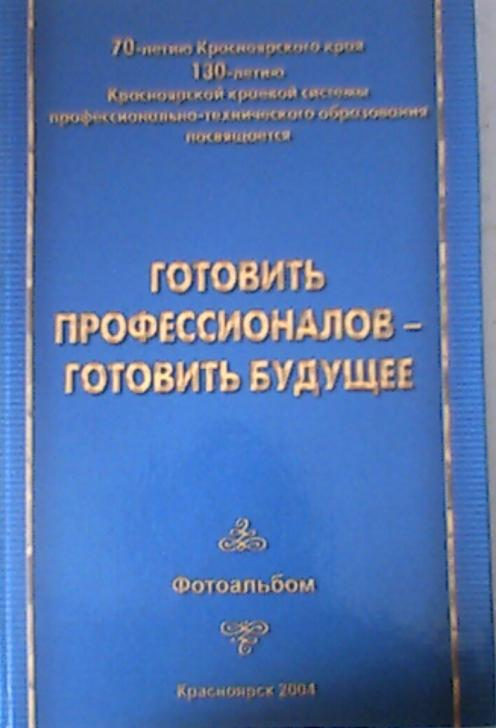 70-летию Красноярского края
130-летию
Красноярской краевой системы
профессионально-технического образования
посвящается
ГОТОВИТЬ
ПРОФЕССИОНАЛОВ –
ГОТОВИТЬ БУДУЩЕЕ
Фотоальбом
Красноярск 2004